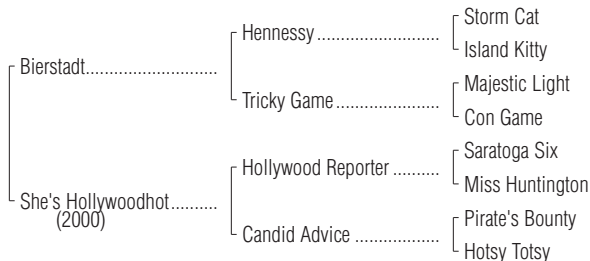 Storm Cat
Hennessy
Island Kitty
Bierstadt
Majestic Light
Tricky Game
Con Game
Saratoga Six
Hollywood Reporter
Miss Huntington
She's Hollywoodhot
(2000)
Pirate's Bounty
Candid Advice
Hotsy Totsy